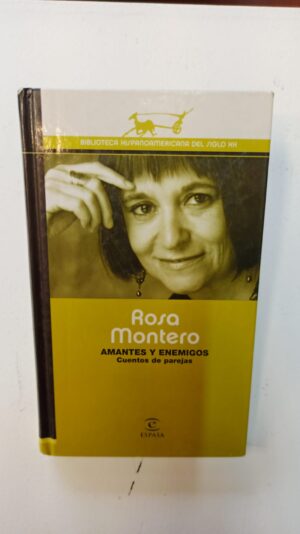 BIBLIOTECA HISPANOAMERICANA DEL SIGLO XX
Rosa
Montero
AMANTES Y ENEMIGOS
Cuentos de parejas
ESPASA